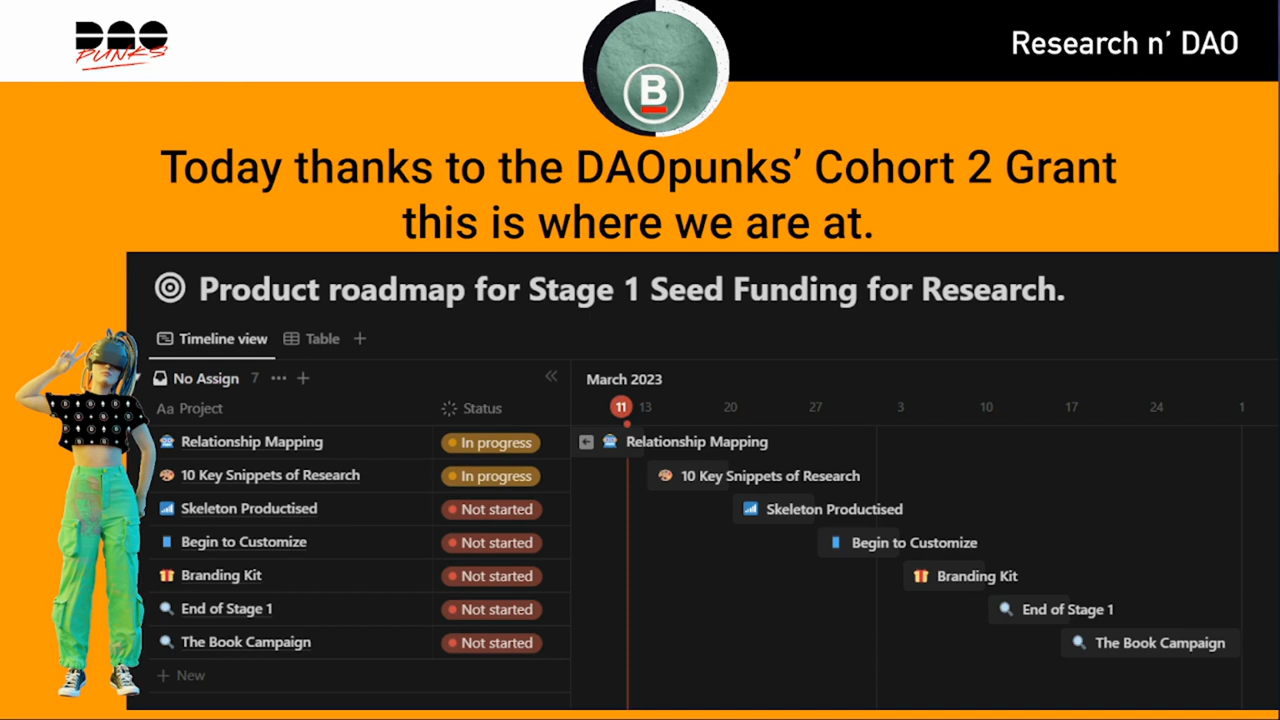 DAO
PUNKS
B
Research n’ DAO
Today thanks to the DAOpunks’ Cohort 2 Grant
this is where we are at.
Product roadmap for Stage 1 Seed Funding for Research.
Timeline view Table +
No Assign 7 ••• +
March 2023
Aa Project Status
11 13 20 27 3 10 17 24 1
Relationship Mapping In progress Relationship Mapping
10 Key Snippets of Research In progress 10 Key Snippets of Research
Skeleton Productised Not started Skeleton Productised
Begin to Customize Not started Begin to Customize
Branding Kit Not started Branding Kit
End of Stage 1 Not started End of Stage 1
The Book Campaign Not started The Book Campaign
+ New